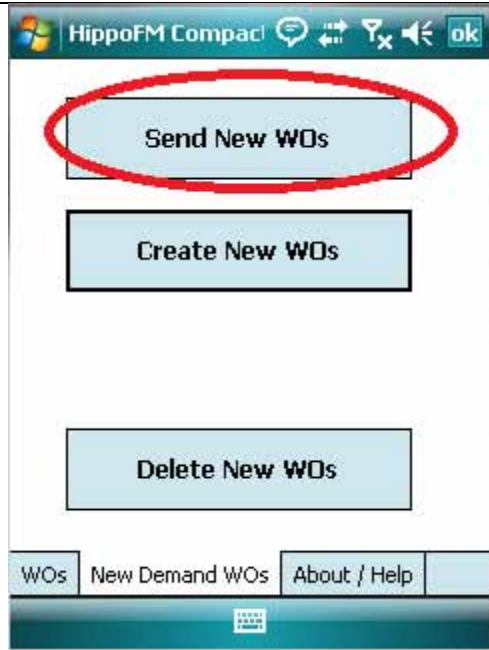 HippoFM Compact ok
Send New WOs
Create New WOs
Delete New WOs
WOs New Demand WOs About / Help